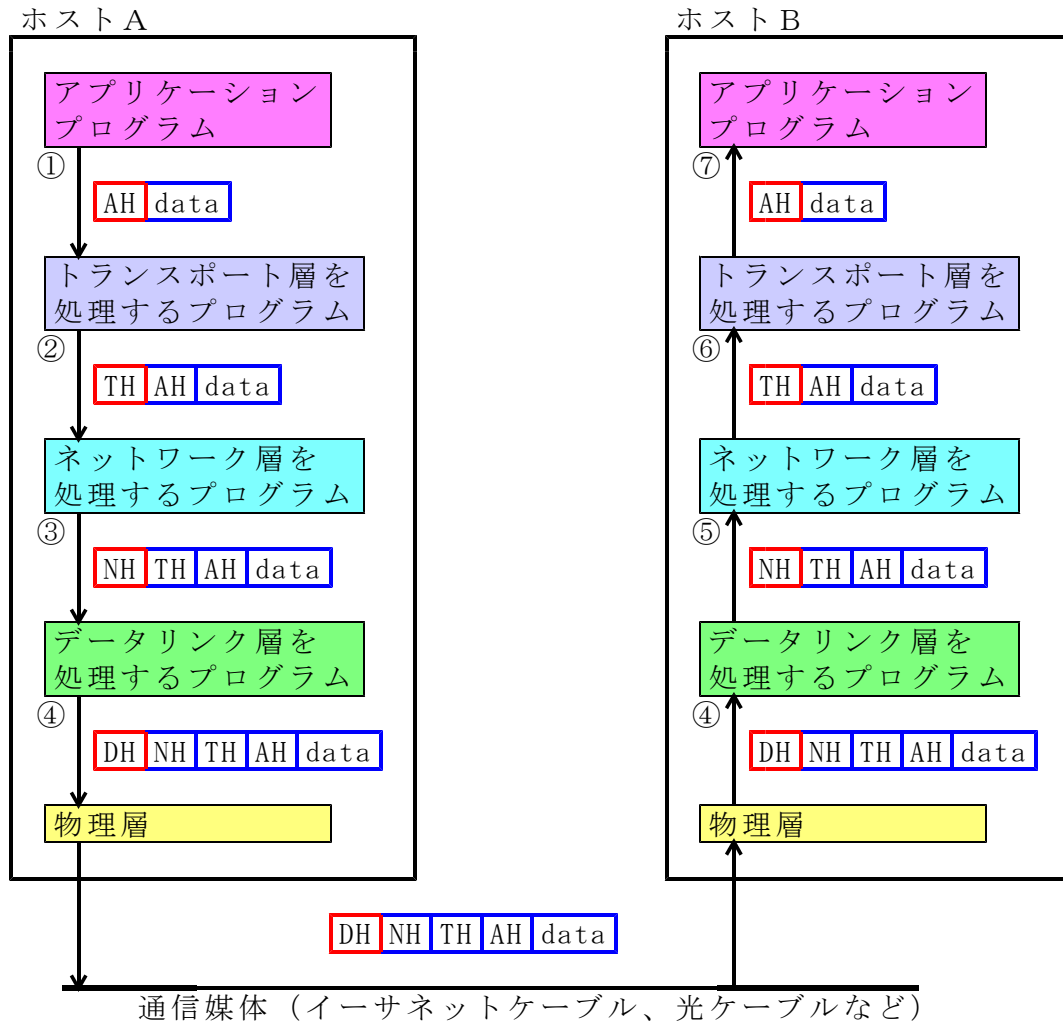 ホストA
アプリケーション
プログラム
①
AH data
トランスポート層を
処理するプログラム
②
TH AH data
ネットワーク層を
処理するプログラム
③
NH TH AH data
データリンク層を
処理するプログラム
④
DH NH TH AH data
物理層
ホストB
アプリケーション
プログラム
⑦
AH data
トランスポート層を
処理するプログラム
⑥
TH AH data
ネットワーク層を
処理するプログラム
⑤
NH TH AH data
データリンク層を
処理するプログラム
④
DH NH TH AH data
物理層
DH NH TH AH data
通信媒体（イーサネットケーブル、光ケーブルなど）